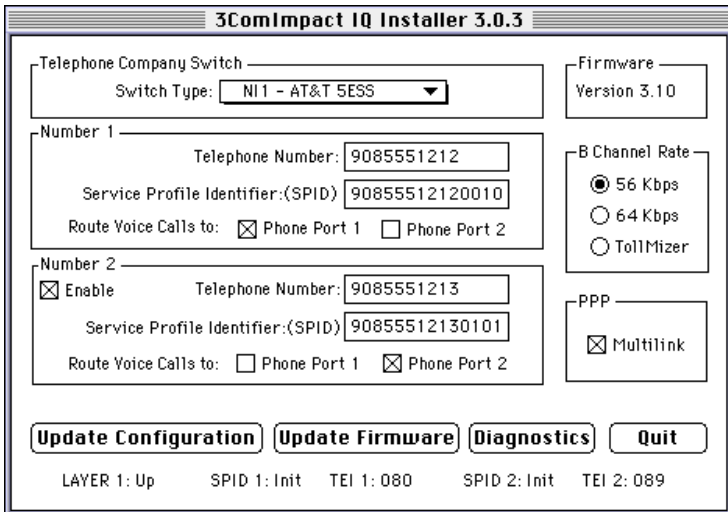 3ComImpact IQ Installer 3.0.3
Telephone Company Switch
Switch Type: NI1 - AT&T 5ESS
Firmware
Version 3.10
Number 1
Telephone Number: 9085551212
Service Profile Identifier:(SPID) 90855512120010
Route Voice Calls to: Phone Port 1 Phone Port 2
B Channel Rate
56 Kbps
64 Kbps
TollMizer
Number 2
Enable Telephone Number: 9085551213
Service Profile Identifier:(SPID) 90855512130101
Route Voice Calls to: Phone Port 1 Phone Port 2
PPP
Multilink
Update Configuration Update Firmware Diagnostics Quit
LAYER 1: Up SPID 1: Init TEI 1: 080 SPID 2: Init TEI 2: 089